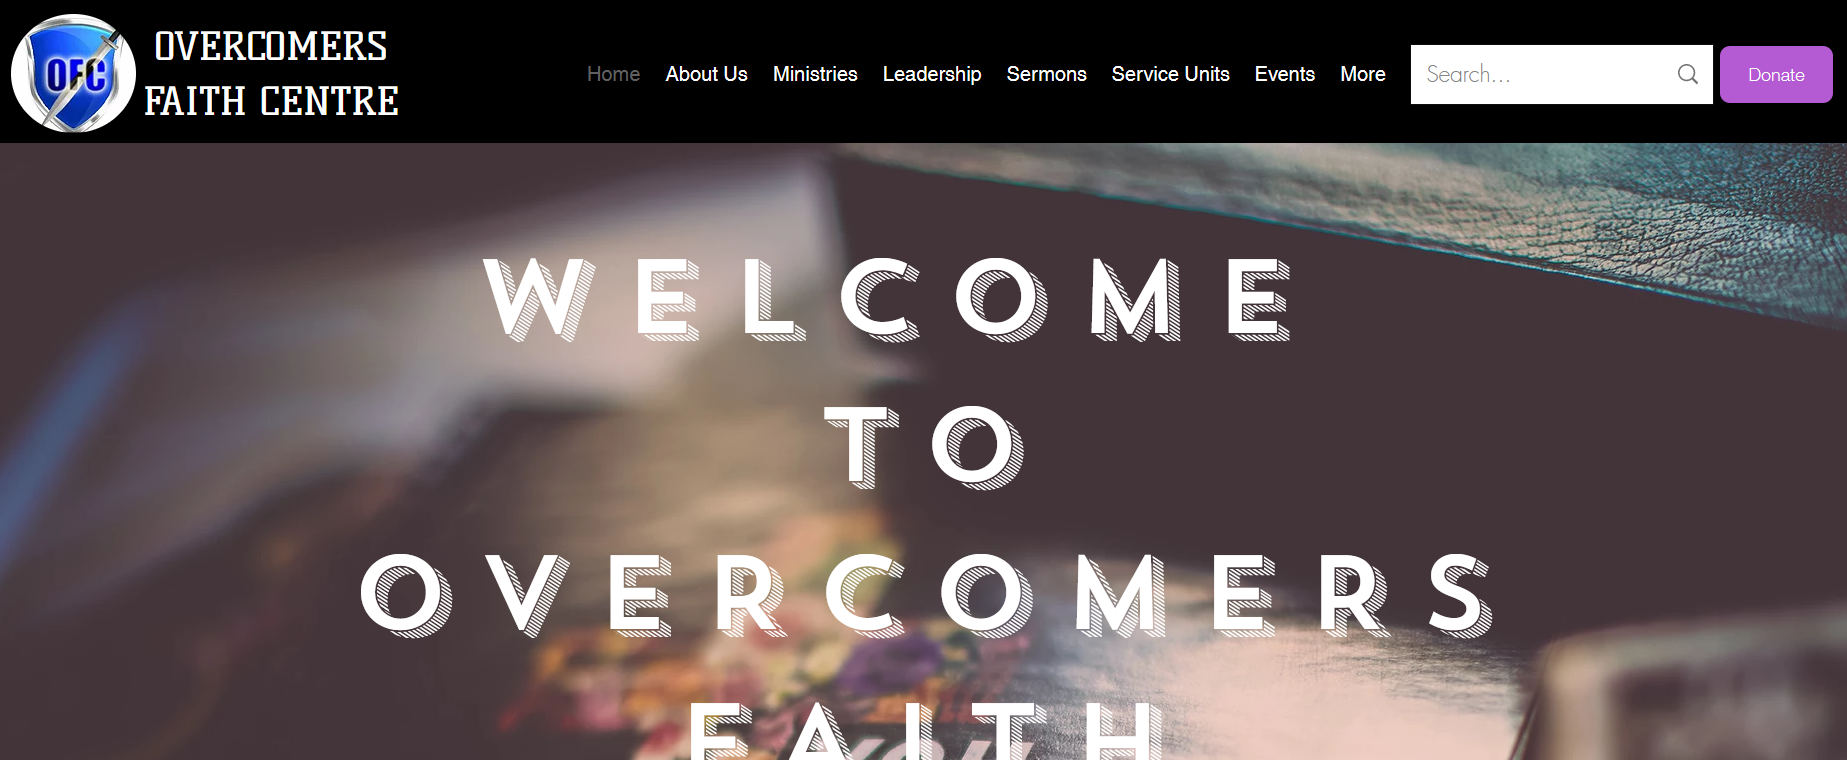 OFC
OVERCOMERS
FAITH CENTRE
Home About Us Ministries Leadership Sermons Service Units Events More Search... Donate
WELCOME
TO
OVERCOMERS
FAITH